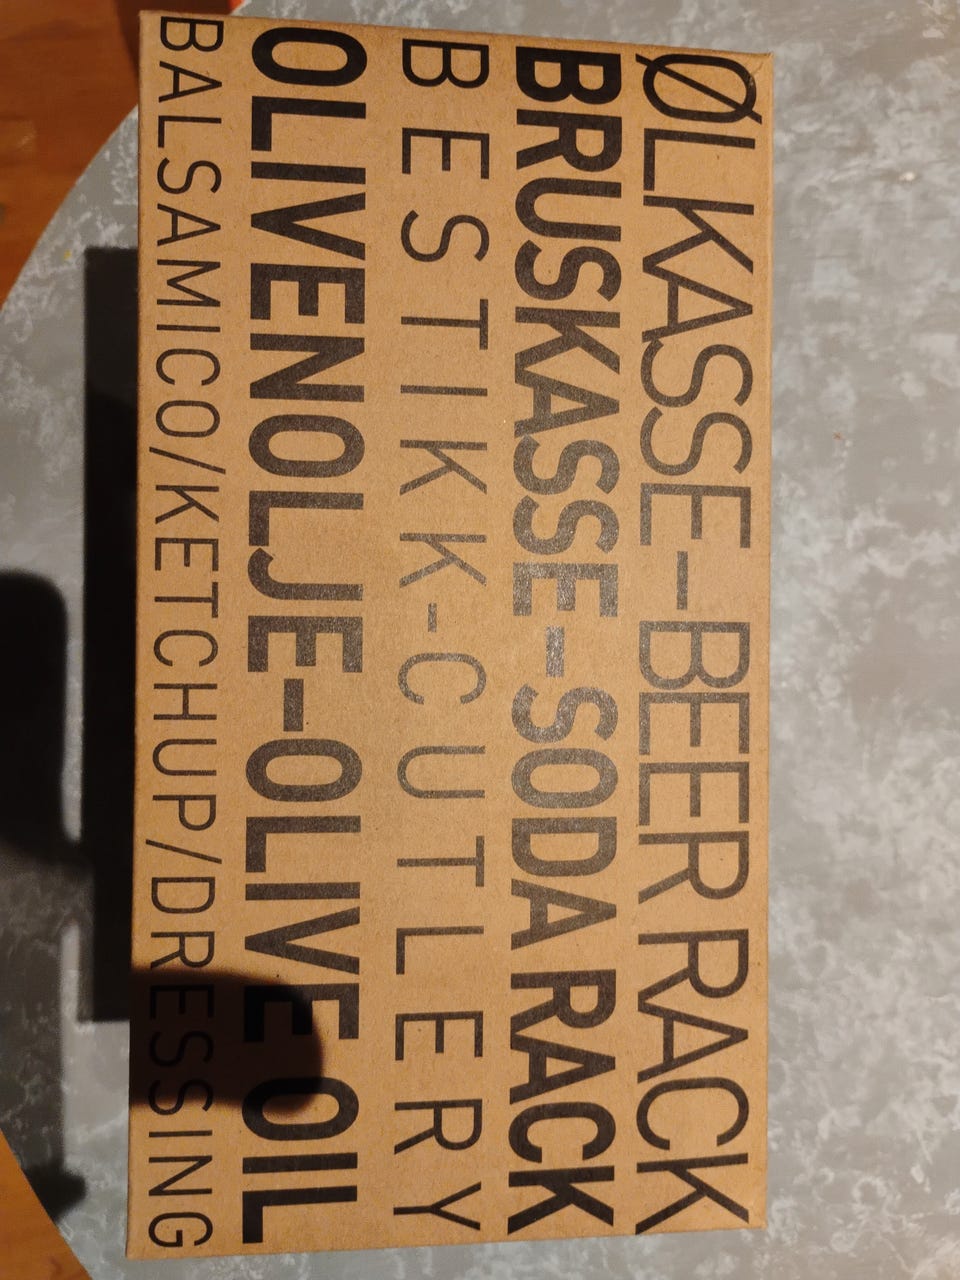 ØLKASSE-BEER RACK
BRUSKASSE-SODA RACK
BESTIKK-CUTLERY
OLIVENOLJE-OLIVE OIL
BALSAMICO/KETCHUP/DRESSING